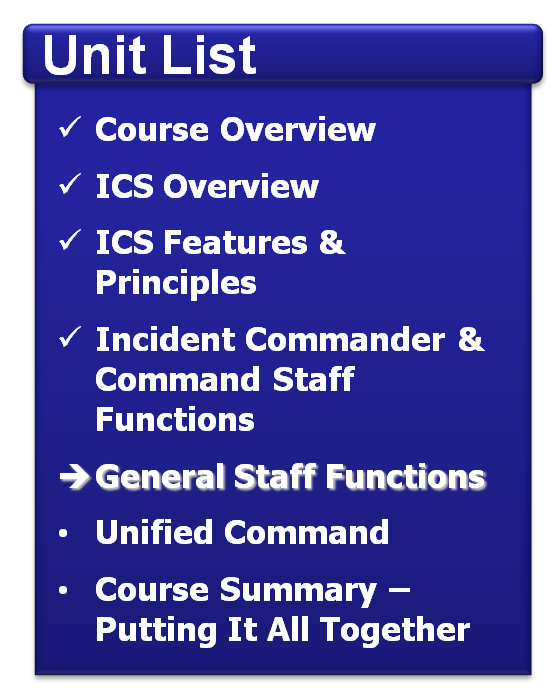 Unit List
✓ Course Overview
✓ ICS Overview
✓ ICS Features &
Principles
✓ Incident Commander &
Command Staff
Functions
➔ General Staff Functions
• Unified Command
• Course Summary –
Putting It All Together